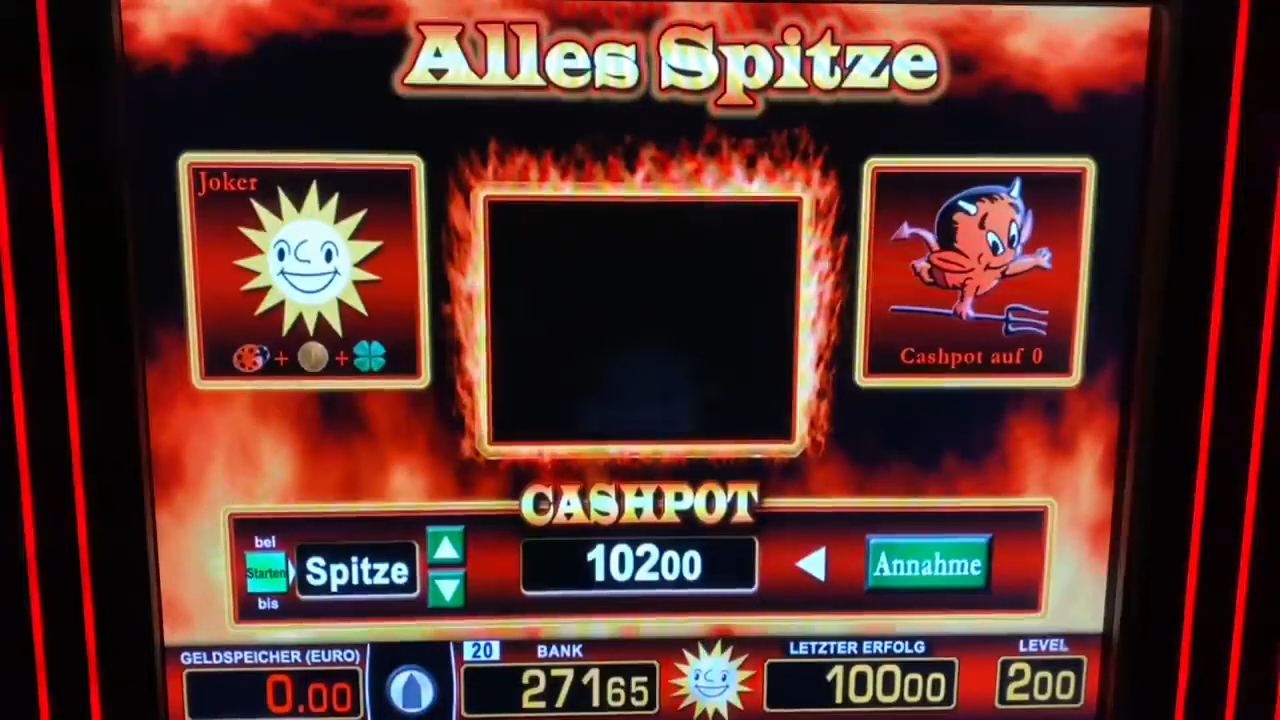 Alles Spitze
Joker
+ +
Cashpot auf 0
CASHPOT
bei
Starten
bis
Spitze
10200
Annahme
GELDSPEICHER (EURO)
0.00
20
BANK
27165
LETZTER ERFOLG
10000
LEVEL
200